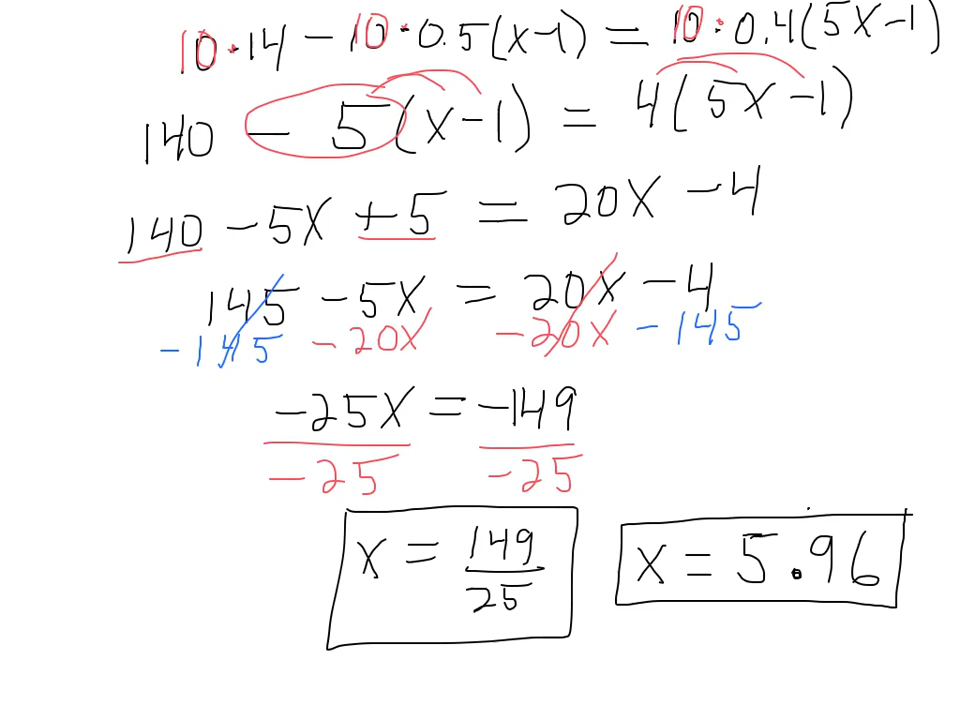 10·14 - 10·0.5(x-1) = 10·0.4(5x-1)
140 - 5(x-1) = 4(5x-1)
140 - 5x + 5 = 20x - 4
145 - 5x = 20x - 4
-145 -20x -20x -145
-25x = -149
-25 -25
x = 149/25 x = 5.96